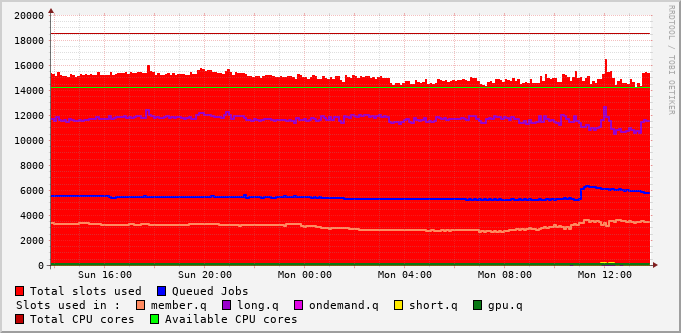 20000
18000
16000
14000
12000
10000
8000
6000
4000
2000
0
Sun 16:00 Sun 20:00 Mon 00:00 Mon 04:00 Mon 08:00 Mon 12:00
RRDTOOL / TOBI OETIKER
Total slots used Queued Jobs
Slots used in : member.q long.q ondemand.q short.q gpu.q
Total CPU cores Available CPU cores